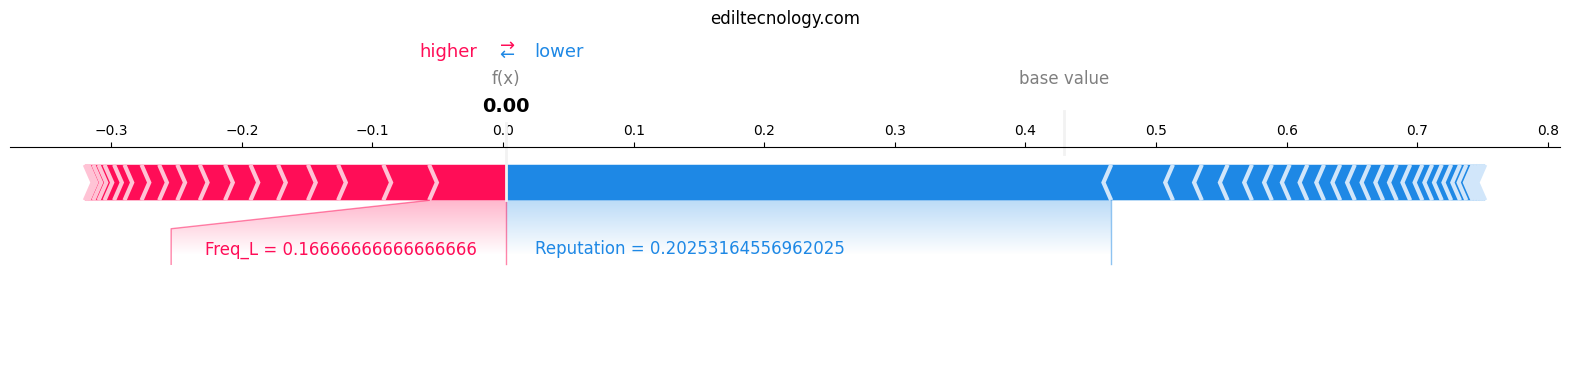 ediltecnology.com
higher ⇄ lower
f(x) base value
0.00
−0.3 −0.2 −0.1 0.0 0.1 0.2 0.3 0.4 0.5 0.6 0.7 0.8
Freq_L = 0.16666666666666666 Reputation = 0.20253164556962025